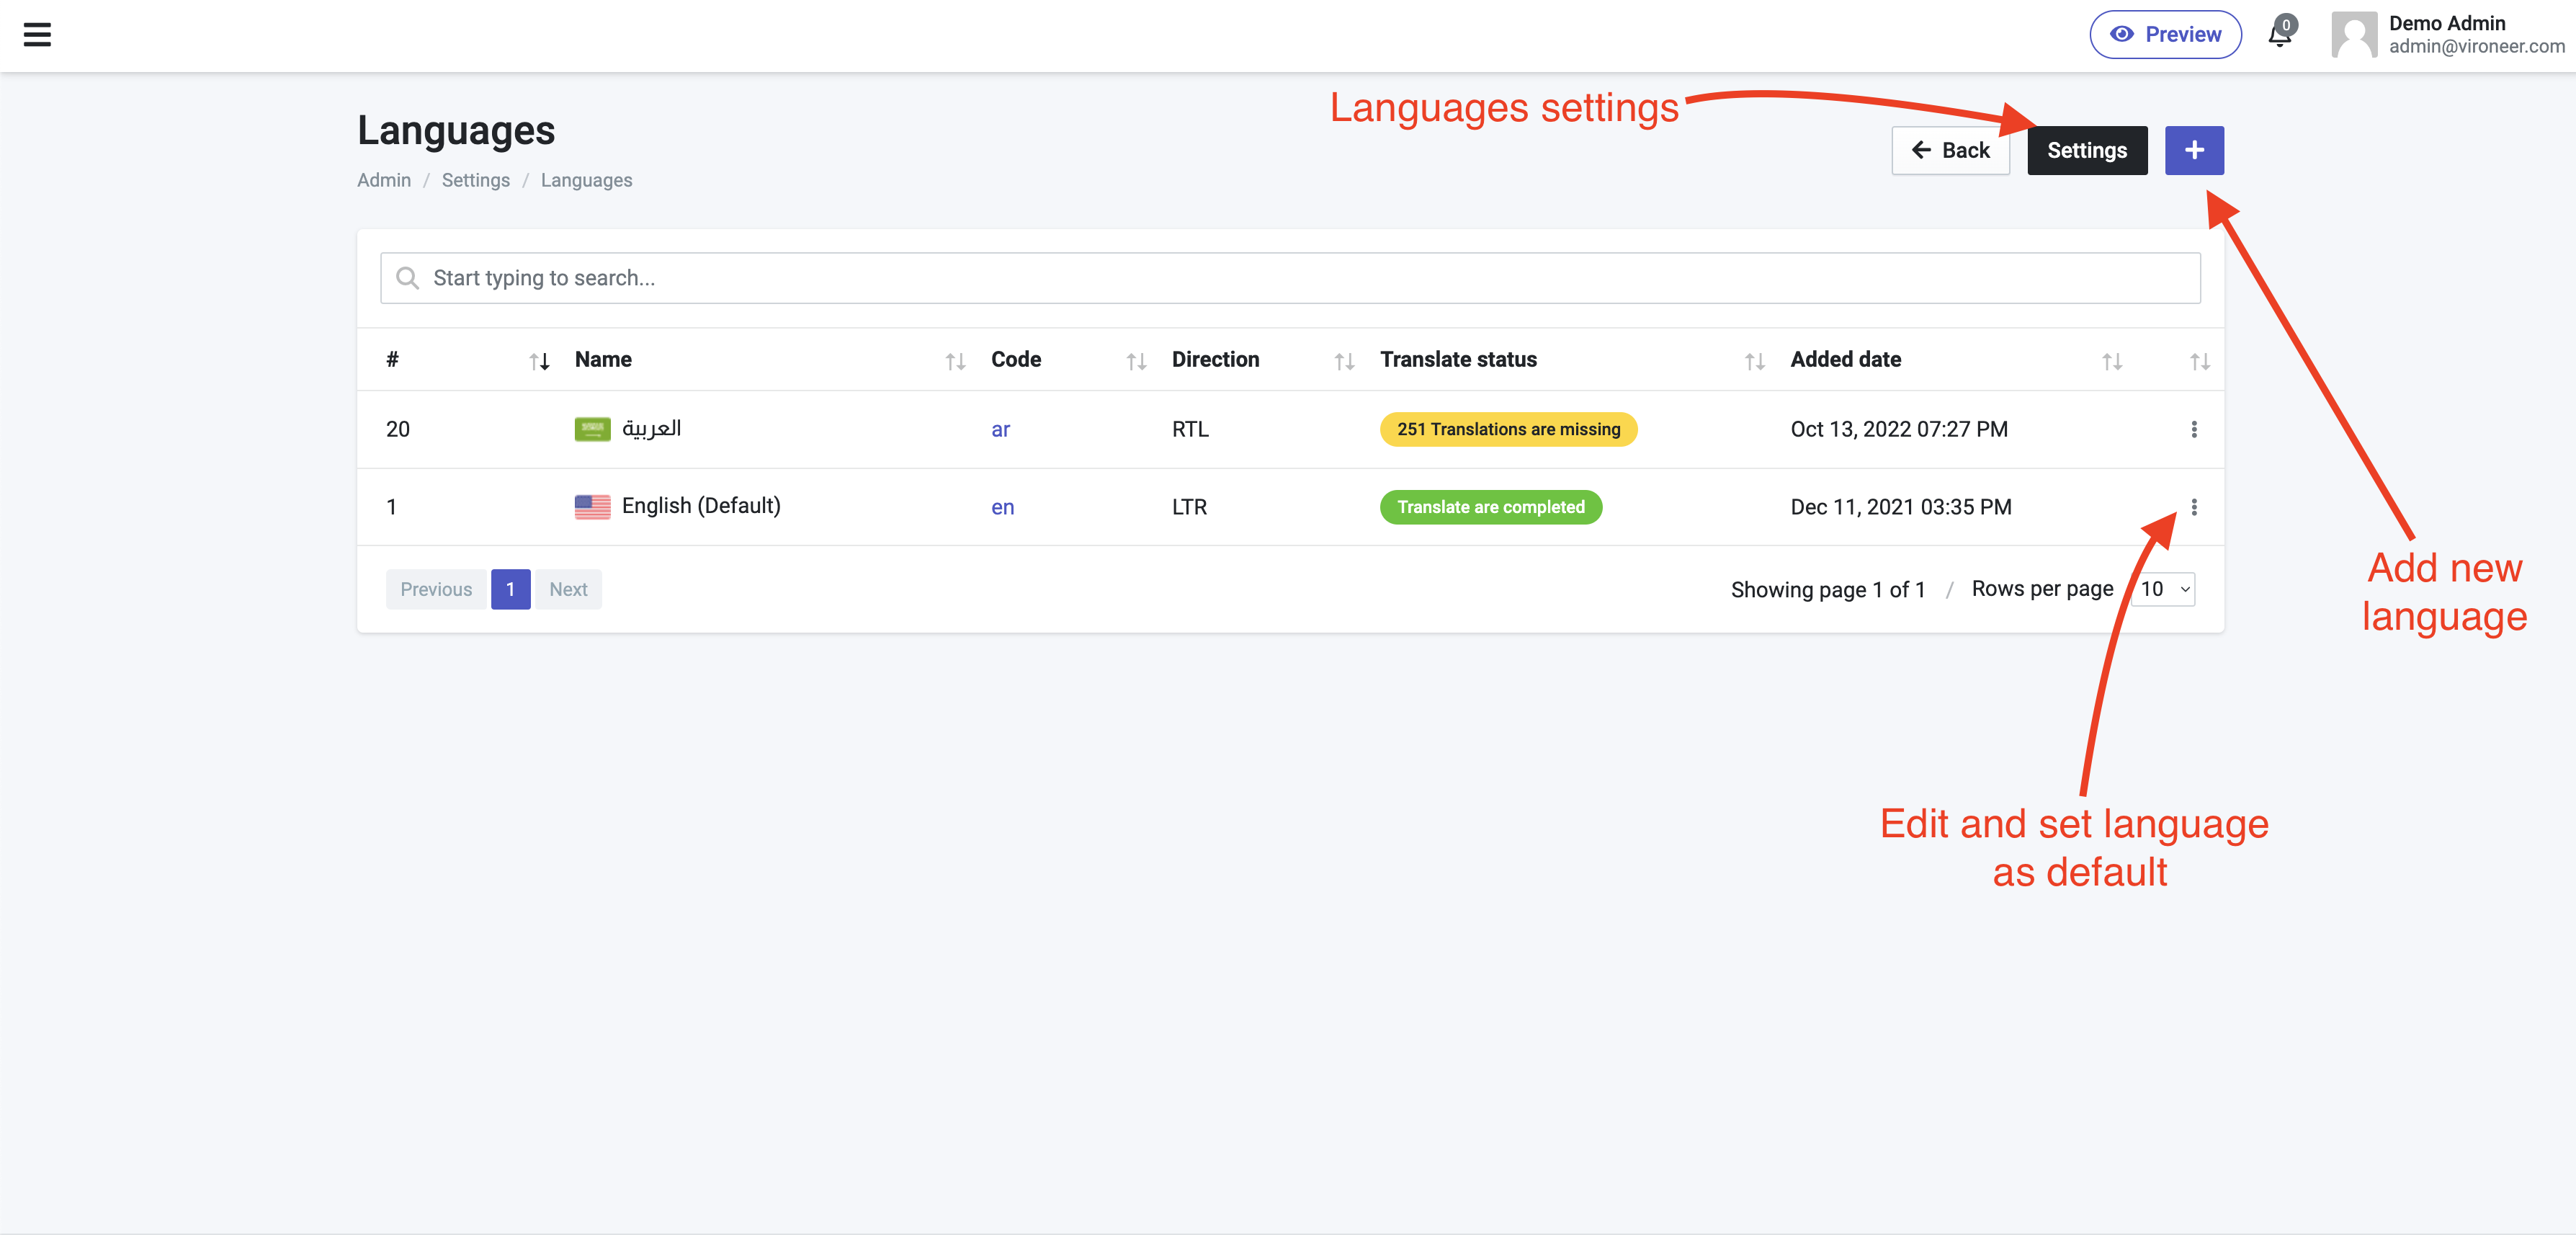 Preview
0
Demo Admin
admin@vironeer.com
Languages settings
Languages
Back
Settings
+
Admin / Settings / Languages
Start typing to search...
# Name Code Direction Translate status Added date
20 العربية ar RTL 251 Translations are missing Oct 13, 2022 07:27 PM
1 English (Default) en LTR Translate are completed Dec 11, 2021 03:35 PM
Previous 1 Next
Showing page 1 of 1 / Rows per page 10
Add new
language
Edit and set language
as default